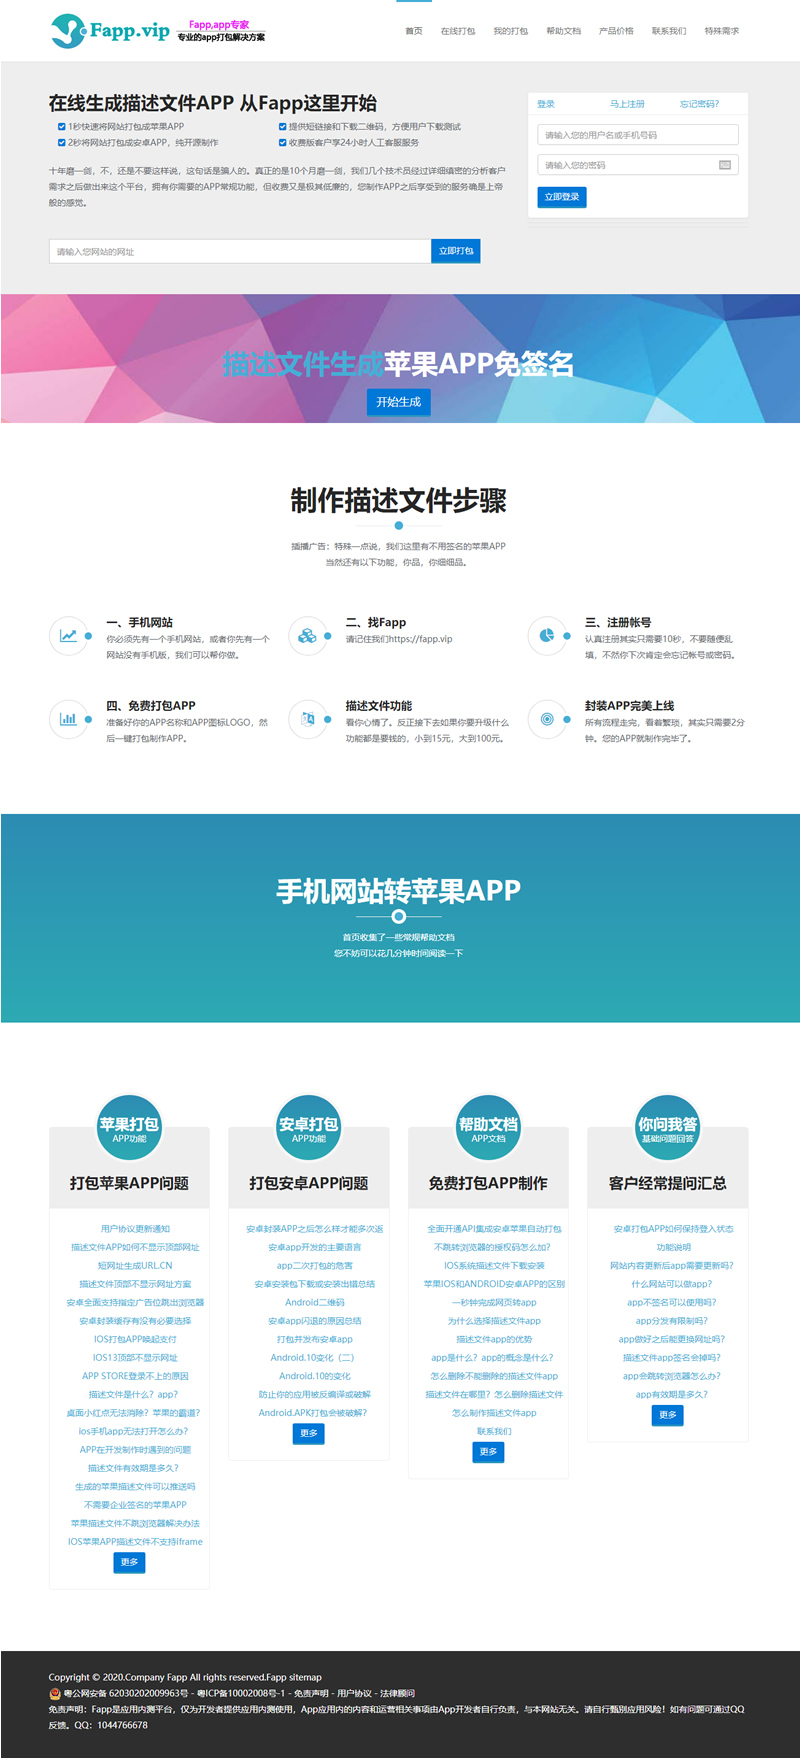 Fapp.vip
Fapp,app专家
专业的app打包解决方案
首页 在线打包 我的打包 帮助文档 产品价格 联系我们 特殊需求
在线生成描述文件APP 从Fapp这里开始
1秒快速将网站打包成苹果APP 提供短链接和下载二维码，方便用户下载测试
2秒将网站打包成安卓APP，纯开源制作 收费版客户享24小时人工客服服务
十年磨一剑，不，还是不要这样说，这句话是骗人的。真正的是10个月磨一剑，我们几个技术员经过详细缜密的分析客户
需求之后做出来这个平台，拥有你需要的APP常规功能，但收费又是极其低廉的，您制作APP之后享受到的服务确是上帝
般的感觉。
请输入您网站的网址 立即打包
登录 马上注册 忘记密码?
请输入您的用户名或手机号码
请输入您的密码
立即登录
描述文件生成苹果APP免签名
开始生成
制作描述文件步骤
插播广告：特殊一点说，我们这里有不用签名的苹果APP
当然还有以下功能，你品，你细细品。
一、手机网站
你必须先有一个手机网站，或者你先有一个
网站没有手机版，我们可以帮你做。
二、找Fapp
请记住我们https://fapp.vip
三、注册帐号
认真注册其实只需要10秒，不要随便乱
填，不然你下次肯定会忘记帐号或密码。
四、免费打包APP
准备好你的APP名称和APP图标LOGO，然
后一键打包制作APP。
描述文件功能
看你心情了。反正接下去如果你要升级什么
功能都是要钱的，小到15元，大到100元。
封装APP完美上线
所有流程走完，看着繁琐，其实只需要2分
钟。您的APP就制作完毕了。
手机网站转苹果APP
首页收集了一些常规帮助文档
您不妨可以花几分钟时间阅读一下
苹果打包
APP功能
打包苹果APP问题
用户协议更新通知
描述文件APP如何不显示顶部网址
短网址生成URL.CN
描述文件顶部不显示网址方案
安卓全面支持指定广告位跳出浏览器
安卓封装缓存有没有必要选择
IOS打包APP唤起支付
IOS13顶部不显示网址
APP STORE登录不上的原因
描述文件是什么？app?
桌面小红点无法消除？苹果的霸道?
ios手机app无法打开怎么办?
APP在开发制作时遇到的问题
描述文件有效期是多久?
生成的苹果描述文件可以推送吗
不需要企业签名的苹果APP
苹果描述文件不跳浏览器解决办法
IOS苹果APP描述文件不支持iframe
更多
安卓打包
APP功能
打包安卓APP问题
安卓封装APP之后怎么样才能多次返
安卓app开发的主要语言
app二次打包的危害
安卓安装包下载或安装出错总结
Android二维码
安卓app闪退的原因总结
打包并发布安卓app
Android.10变化（二）
Android.10的变化
防止你的应用被反编译或破解
Android.APK打包会被破解?
更多
帮助文档
APP文档
免费打包APP制作
全面开通API集成安卓苹果自动打包
不跳转浏览器的授权码怎么加?
IOS系统描述文件下载安装
苹果IOS和ANDROID安卓APP的区别
一秒钟完成网页转app
为什么选择描述文件app
描述文件app的优势
app是什么？app的概念是什么?
怎么删除不能删除的描述文件app
描述文件在哪里？怎么删除描述文件
怎么制作描述文件app
联系我们
更多
你问我答
基础问题回答
客户经常提问汇总
安卓打包APP如何保持登入状态
功能说明
网站内容更新后app需要更新吗?
什么网站可以做app?
app不签名可以使用吗?
app分发有限制吗?
app做好之后能更换网址吗?
描述文件app签名会掉吗?
app会跳转浏览器怎么办?
app有效期是多久?
更多
Copyright © 2020.Company Fapp All rights reserved.Fapp sitemap
粤公网安备 62030202009963号 - 粤ICP备10002008号-1 - 免责声明 - 用户协议 - 法律顾问
免责声明：Fapp是应用内测平台，仅为开发者提供应用内测使用，App应用内的内容和运营相关事项由App开发者自行负责，与本网站无关。请自行甄别应用风险！如有问题可通过QQ
反馈。QQ：1044766678